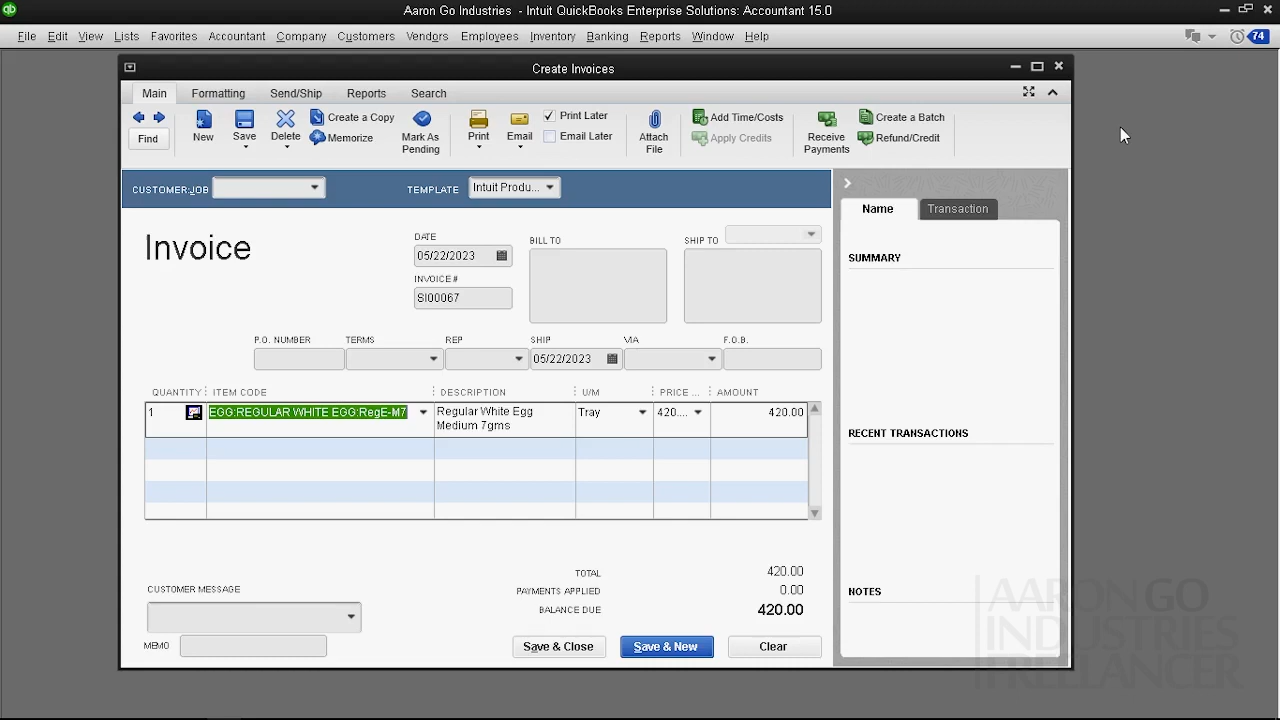 Aaron Go Industries - Intuit QuickBooks Enterprise Solutions: Accountant 15.0
File Edit View Lists Favorites Accountant Company Customers Vendors Employees Inventory Banking Reports Window Help 74
Create Invoices
Main Formatting Send/Ship Reports Search
Find New Save Delete Create a Copy Memorize Mark As Pending Print Email Print Later Email Later Attach File Add Time/Costs Apply Credits Receive Payments Create a Batch Refund/Credit
CUSTOMER:JOB TEMPLATE Intuit Produ...
Name Transaction
Invoice
DATE
05/22/2023
INVOICE #
SI00067
BILL TO
SHIP TO
SUMMARY
P.O. NUMBER TERMS REP SHIP VIA F.O.B.
05/22/2023
QUANTITY ITEM CODE DESCRIPTION U/M PRICE ... AMOUNT
1 EGG:REGULAR WHITE EGG:RegE-M7 Regular White Egg Tray 420.... 420.00
Medium 7gms
RECENT TRANSACTIONS
TOTAL 420.00
CUSTOMER MESSAGE PAYMENTS APPLIED 0.00
BALANCE DUE 420.00
NOTES
MEMO
Save & Close Save & New Clear
AARON GO
INDUSTRIES
FREELANCER